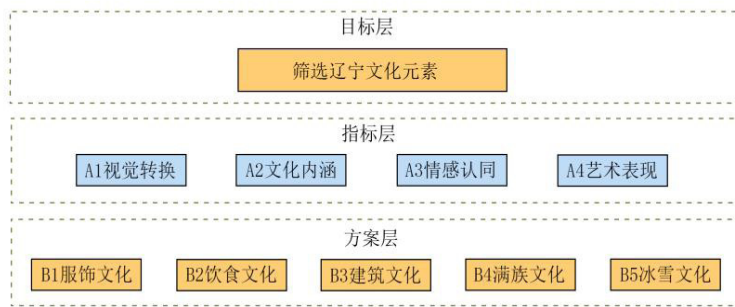 目标层
筛选辽宁文化元素
指标层
A1视觉转换 A2文化内涵 A3情感认同 A4艺术表现
方案层
B1服饰文化 B2饮食文化 B3建筑文化 B4满族文化 B5冰雪文化